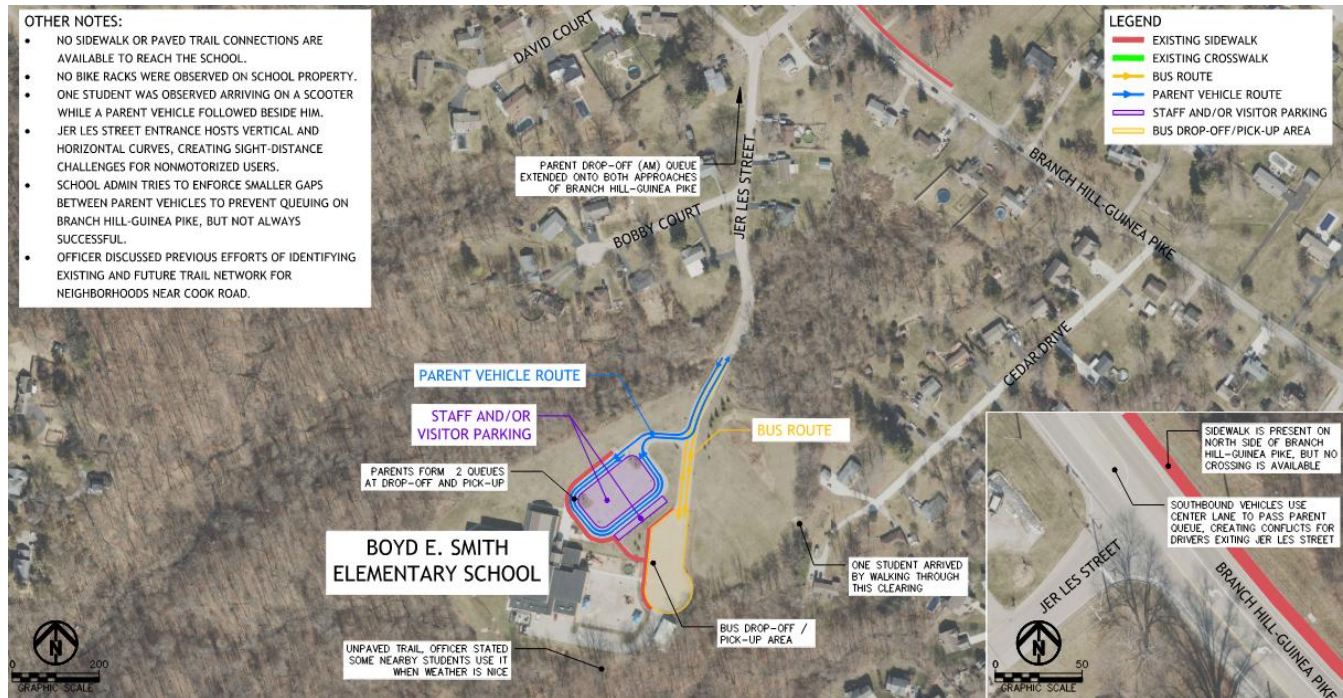 OTHER NOTES:
• NO SIDEWALK OR PAVED TRAIL CONNECTIONS ARE
AVAILABLE TO REACH THE SCHOOL.
• NO BIKE RACKS WERE OBSERVED ON SCHOOL PROPERTY.
• ONE STUDENT WAS OBSERVED ARRIVING ON A SCOOTER
WHILE A PARENT VEHICLE FOLLOWED BESIDE HIM.
• JER LES STREET ENTRANCE HOSTS VERTICAL AND
HORIZONTAL CURVES, CREATING SIGHT-DISTANCE
CHALLENGES FOR NONMOTORIZED USERS.
• SCHOOL ADMIN TRIES TO ENFORCE SMALLER GAPS
BETWEEN PARENT VEHICLES TO PREVENT QUEUING ON
BRANCH HILL-GUINEA PIKE, BUT NOT ALWAYS
SUCCESSFUL.
• OFFICER DISCUSSED PREVIOUS EFFORTS OF IDENTIFYING
EXISTING AND FUTURE TRAIL NETWORK FOR
NEIGHBORHOODS NEAR COOK ROAD.
LEGEND
EXISTING SIDEWALK
EXISTING CROSSWALK
BUS ROUTE
PARENT VEHICLE ROUTE
STAFF AND/OR VISITOR PARKING
BUS DROP-OFF/PICK-UP AREA
DAVID COURT
PARENT DROP-OFF (AM) QUEUE
EXTENDED ONTO BOTH APPROACHES
OF BRANCH HILL-GUINEA PIKE
JER LES STREET
BRANCH HILL-GUINEA PIKE
BOBBY COURT
CEDAR DRIVE
PARENT VEHICLE ROUTE
STAFF AND/OR
VISITOR PARKING
BUS ROUTE
PARENTS FORM 2 QUEUES
AT DROP-OFF AND PICK-UP
BOYD E. SMITH
ELEMENTARY SCHOOL
ONE STUDENT ARRIVED
BY WALKING THROUGH
THIS CLEARING
BUS DROP-OFF /
PICK-UP AREA
UNPAVED TRAIL, OFFICER STATED
SOME NEARBY STUDENTS USE IT
WHEN WEATHER IS NICE
N
0 200
GRAPHIC SCALE
SIDEWALK IS PRESENT ON
NORTH SIDE OF BRANCH
HILL-GUINEA PIKE, BUT NO
CROSSING IS AVAILABLE
SOUTHBOUND VEHICLES USE
CENTER LANE TO PASS PARENT
QUEUE, CREATING CONFLICTS FOR
DRIVERS EXITING JER LES STREET
JER LES STREET
BRANCH HILL-GUINEA PIKE
N
0 50
GRAPHIC SCALE